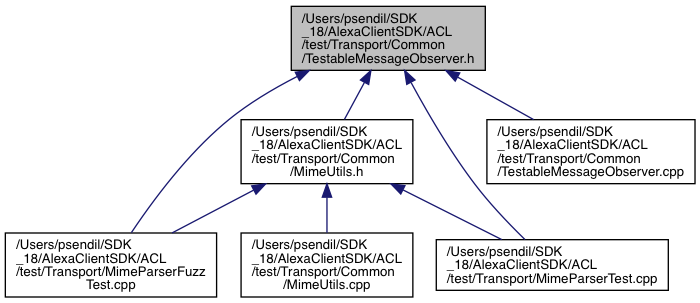 /Users/psendil/SDK
_18/AlexaClientSDK/ACL
/test/Transport/Common
/TestableMessageObserver.h
/Users/psendil/SDK
_18/AlexaClientSDK/ACL
/test/Transport/Common
/MimeUtils.h
/Users/psendil/SDK
_18/AlexaClientSDK/ACL
/test/Transport/Common
/TestableMessageObserver.cpp
/Users/psendil/SDK
_18/AlexaClientSDK/ACL
/test/Transport/MimeParserFuzz
Test.cpp
/Users/psendil/SDK
_18/AlexaClientSDK/ACL
/test/Transport/Common
/MimeUtils.cpp
/Users/psendil/SDK
_18/AlexaClientSDK/ACL
/test/Transport/MimeParserTest.cpp